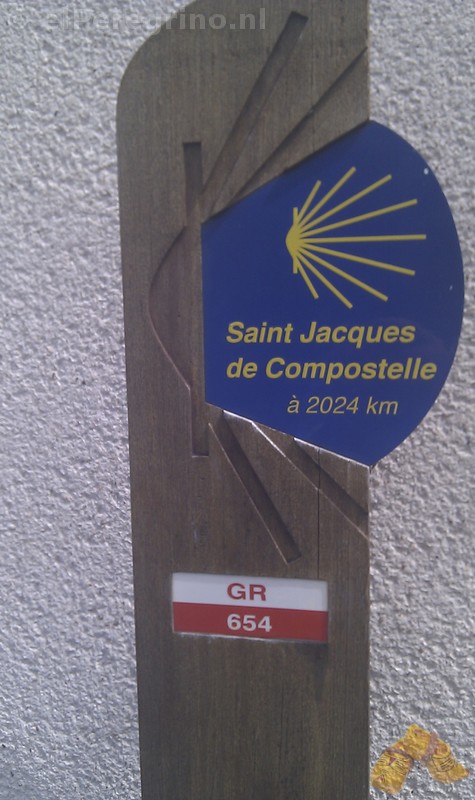 Saint Jacques
de Compostelle
à 2024 km
GR
654